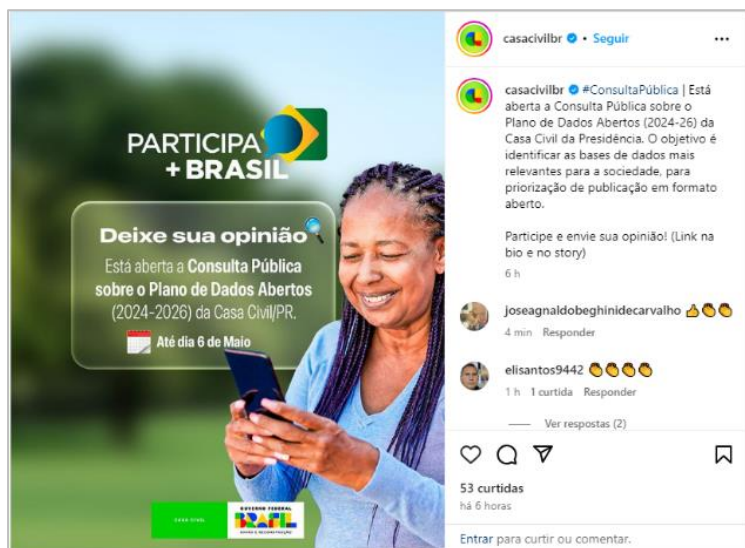 PARTICIPA
+ BRASIL
Deixe sua opinião
Está aberta a Consulta Pública
sobre o Plano de Dados Abertos
(2024-2026) da Casa Civil/PR.
Até dia 6 de Maio
CASA CIVIL
GOVERNO FEDERAL
BRASIL
UNIÃO E RECONSTRUÇÃO
casacivilbr • Seguir
casacivilbr #ConsultaPública | Está
aberta a Consulta Pública sobre o
Plano de Dados Abertos (2024-26) da
Casa Civil da Presidência. O objetivo é
identificar as bases de dados mais
relevantes para a sociedade, para
priorização de publicação em formato
aberto.
Participe e envie sua opinião! (Link na
bio e no story)
6 h
joseagnaldobeghinidecarvalho 👍👏👏
4 min Responder
elisantos9442 👏👏👏👏
1 h 1 curtida Responder
Ver respostas (2)
53 curtidas
há 6 horas
Entrar para curtir ou comentar.